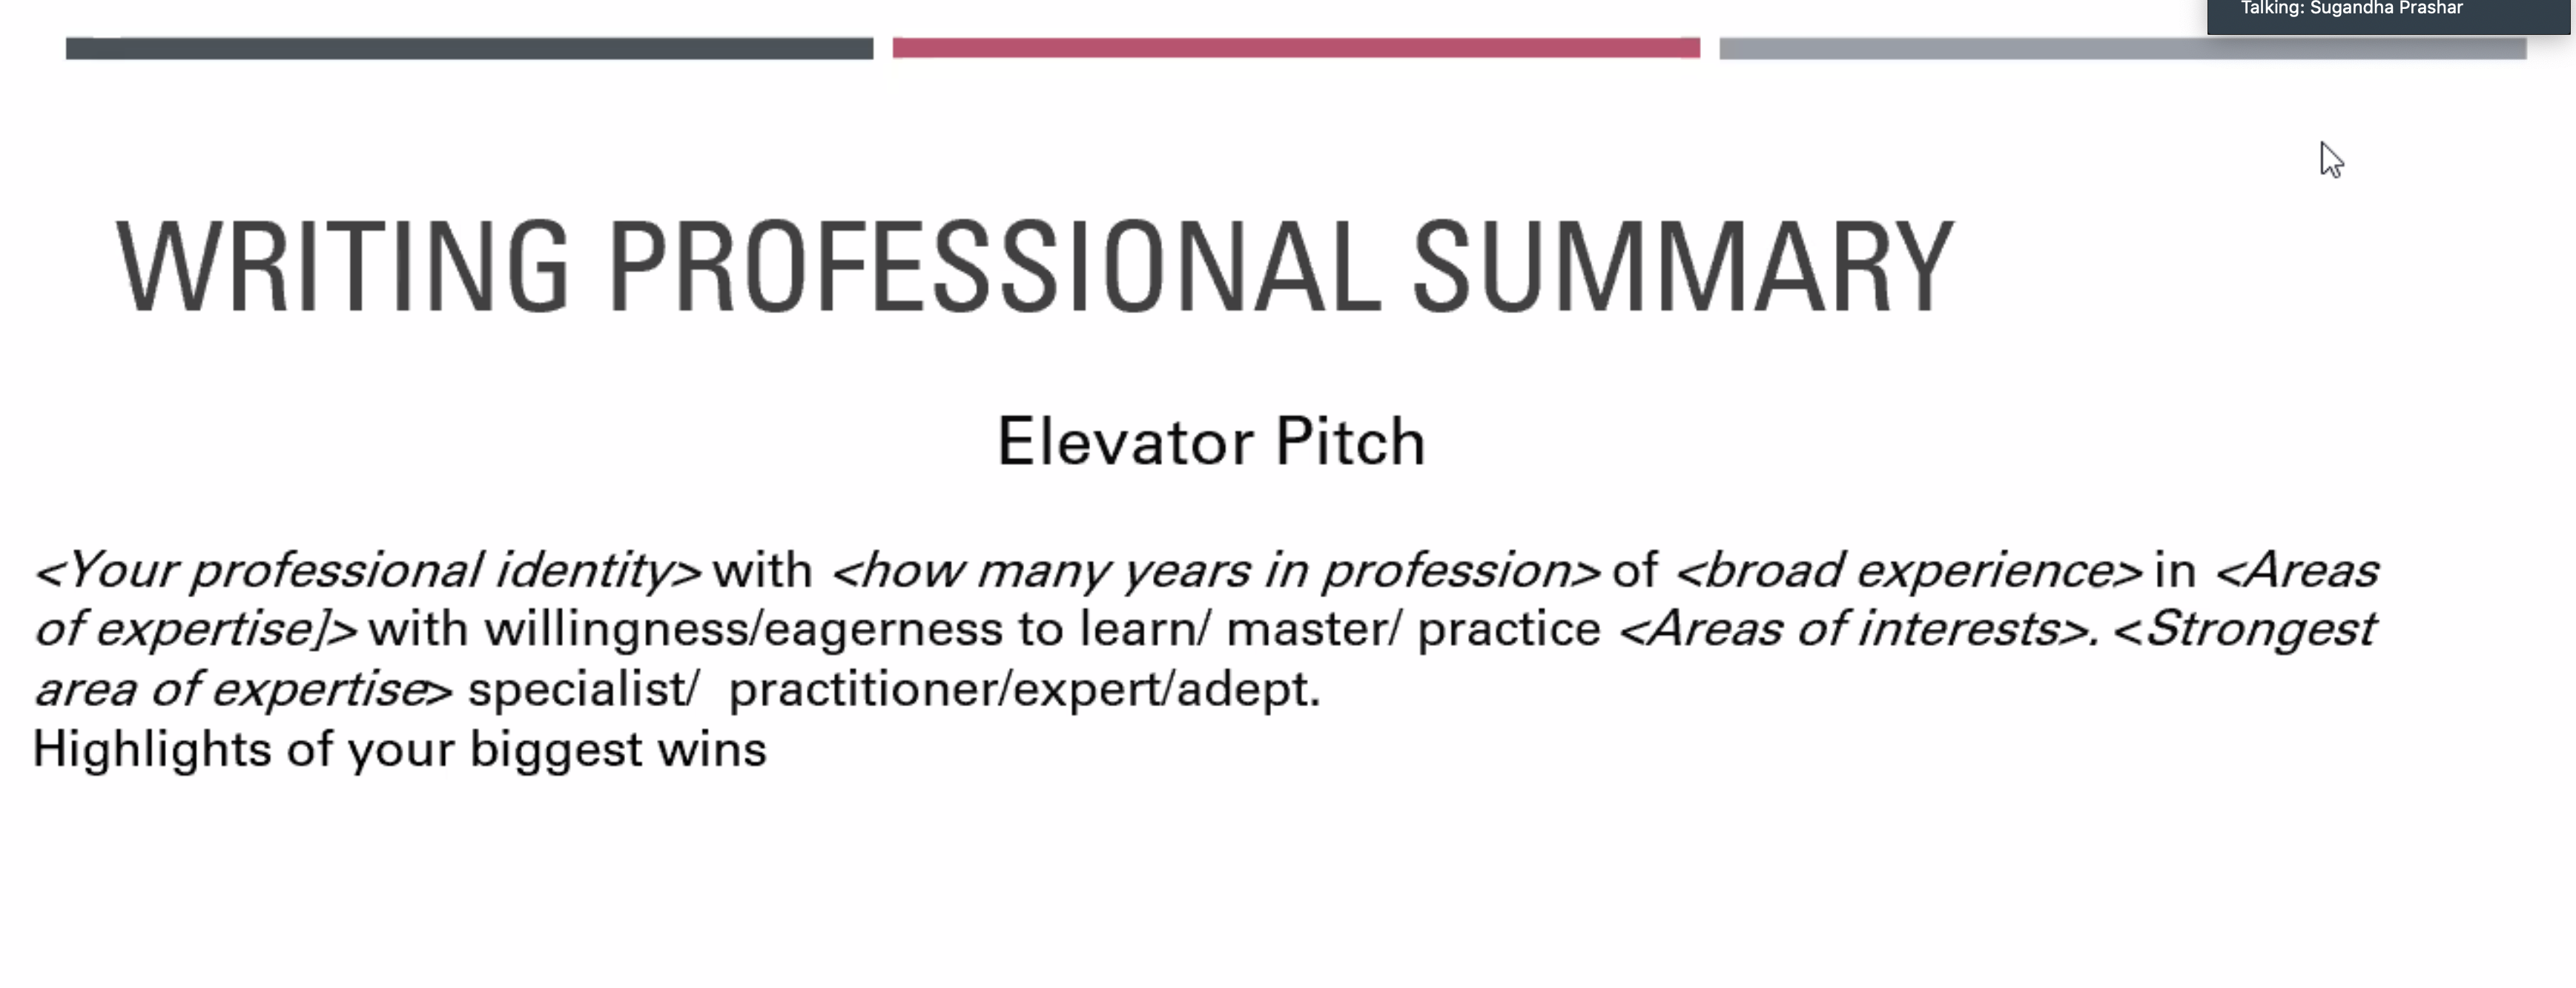 Talking: Sugandha Prashar
WRITING PROFESSIONAL SUMMARY
Elevator Pitch
<Your professional identity> with <how many years in profession> of <broad experience> in <Areas
of expertise]> with willingness/eagerness to learn/ master/ practice <Areas of interests>. <Strongest
area of expertise> specialist/  practitioner/expert/adept.
Highlights of your biggest wins